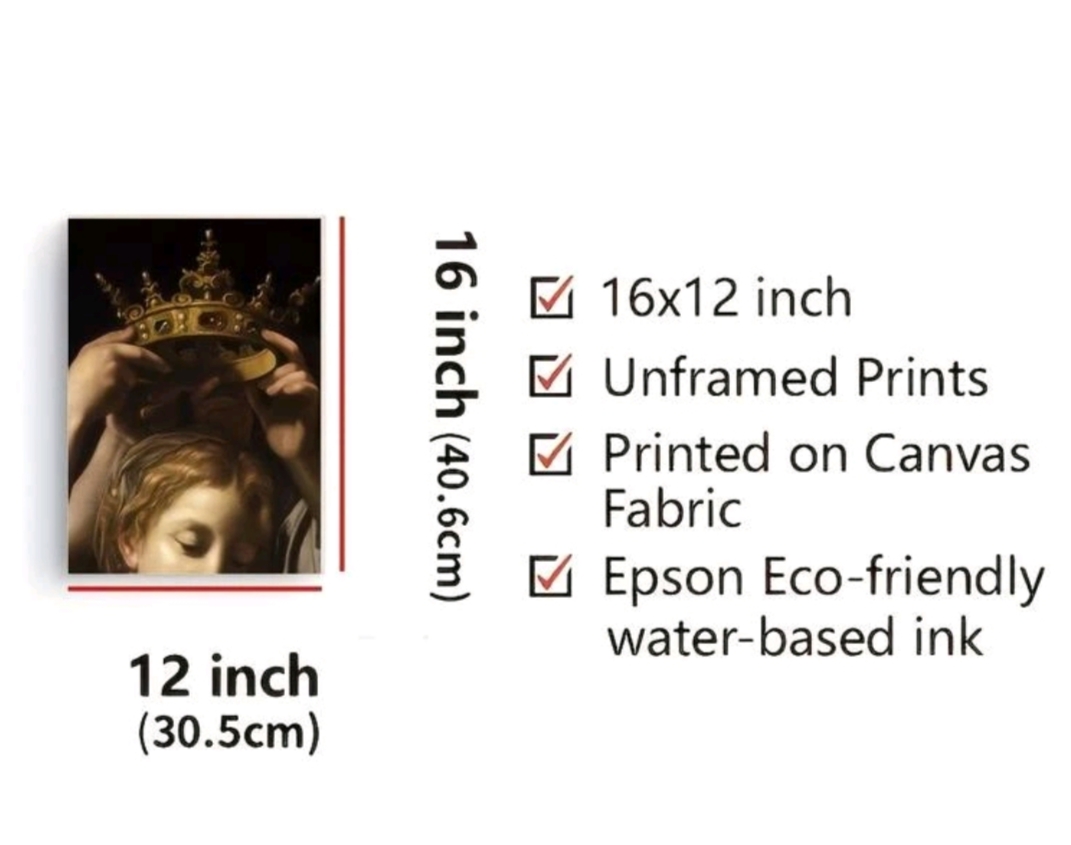 16 inch (40.6cm)
12 inch
(30.5cm)
16x12 inch
Unframed Prints
Printed on Canvas
Fabric
Epson Eco-friendly
water-based ink